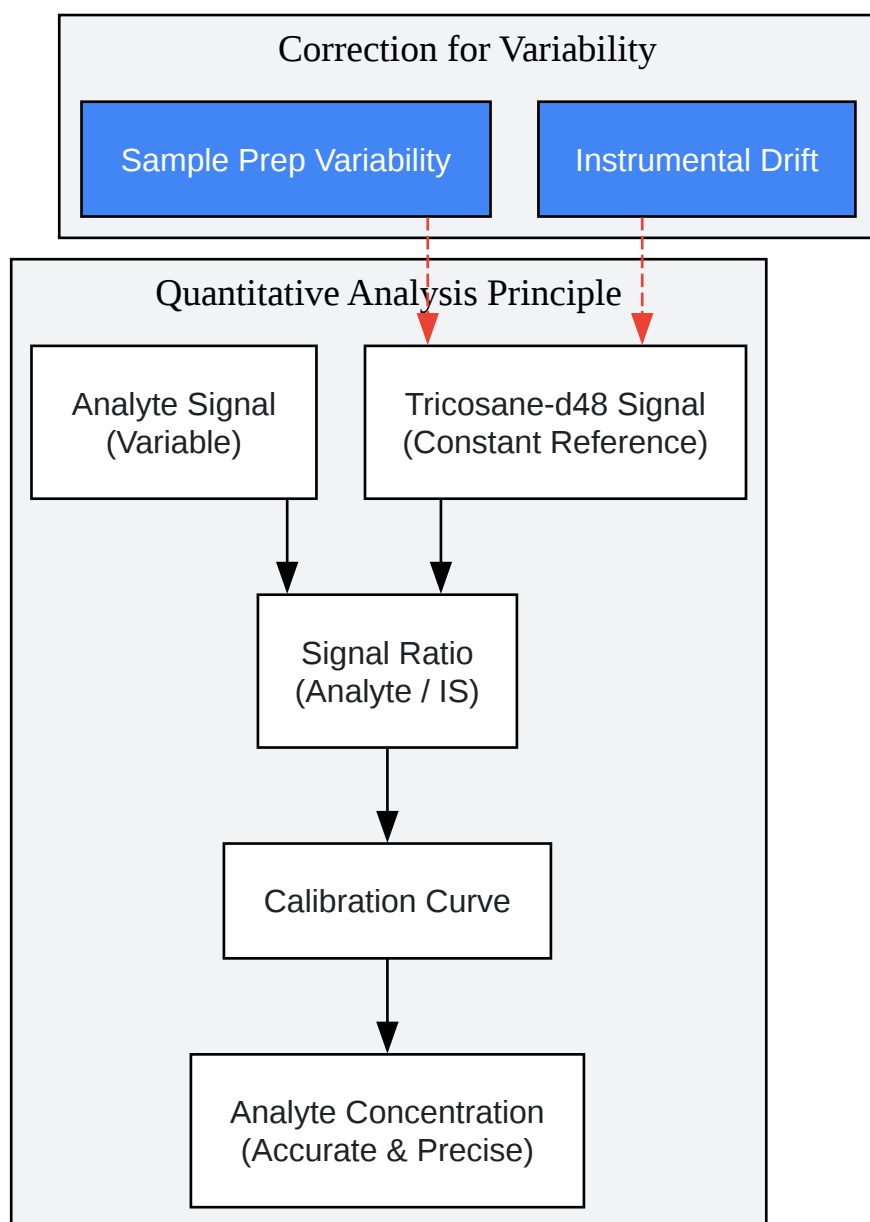 Correction for Variability
Sample Prep Variability
Instrumental Drift
Quantitative Analysis Principle
Analyte Signal
(Variable)
Tricosane-d48 Signal
(Constant Reference)
Signal Ratio
(Analyte / IS)
Calibration Curve
Analyte Concentration
(Accurate & Precise)